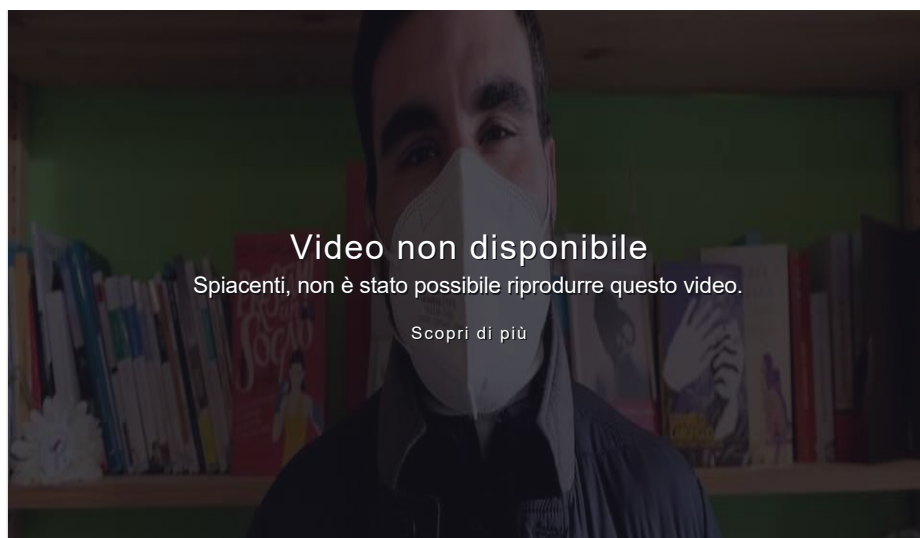 Video non disponibile
Spiacenti, non è stato possibile riprodurre questo video.
Scopri di più